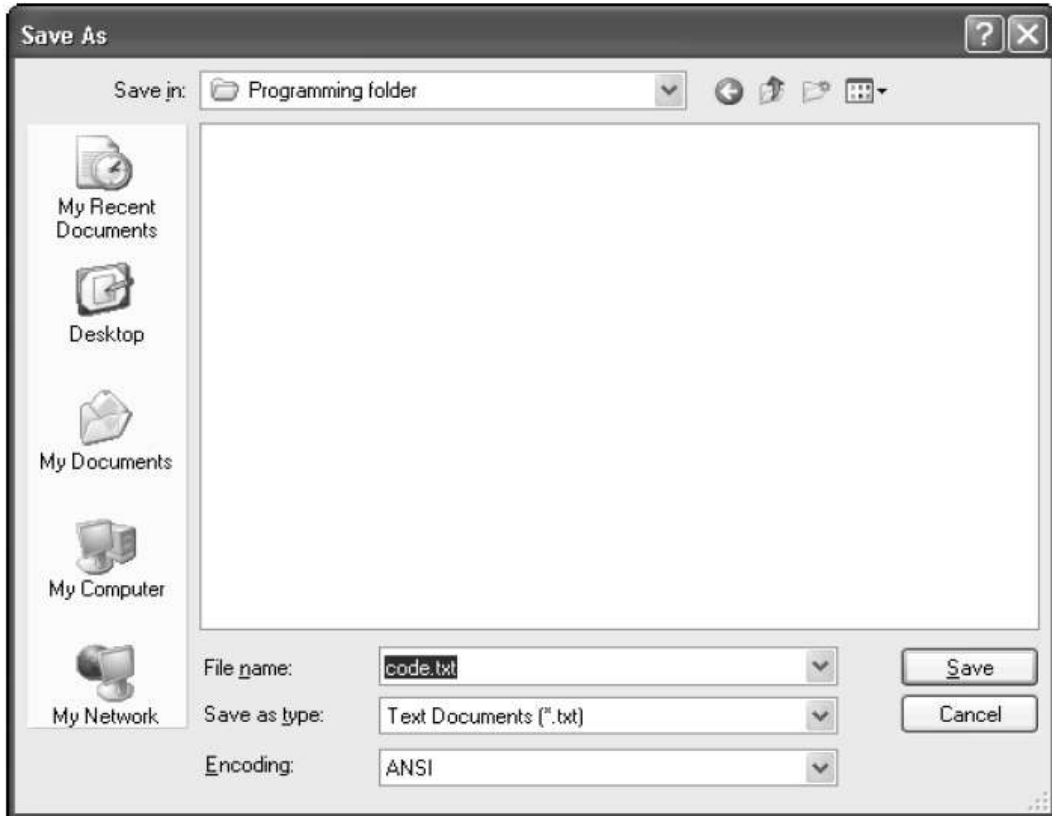 Save As
?
Save in: Programming folder
My Recent
Documents
Desktop
My Documents
My Computer
My Network
File name: code.txt Save
Save as type: Text Documents (*.txt) Cancel
Encoding: ANSI